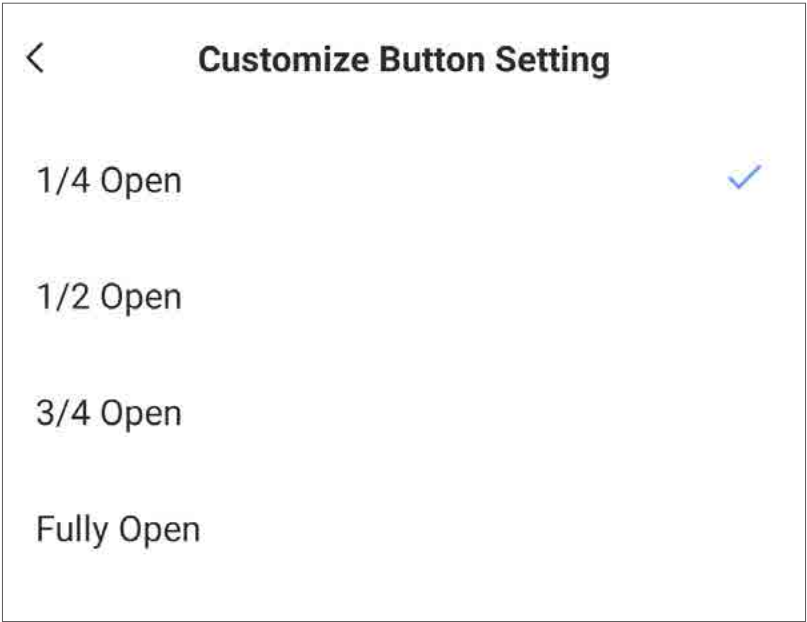 Customize Button Setting
1/4 Open
1/2 Open
3/4 Open
Fully Open